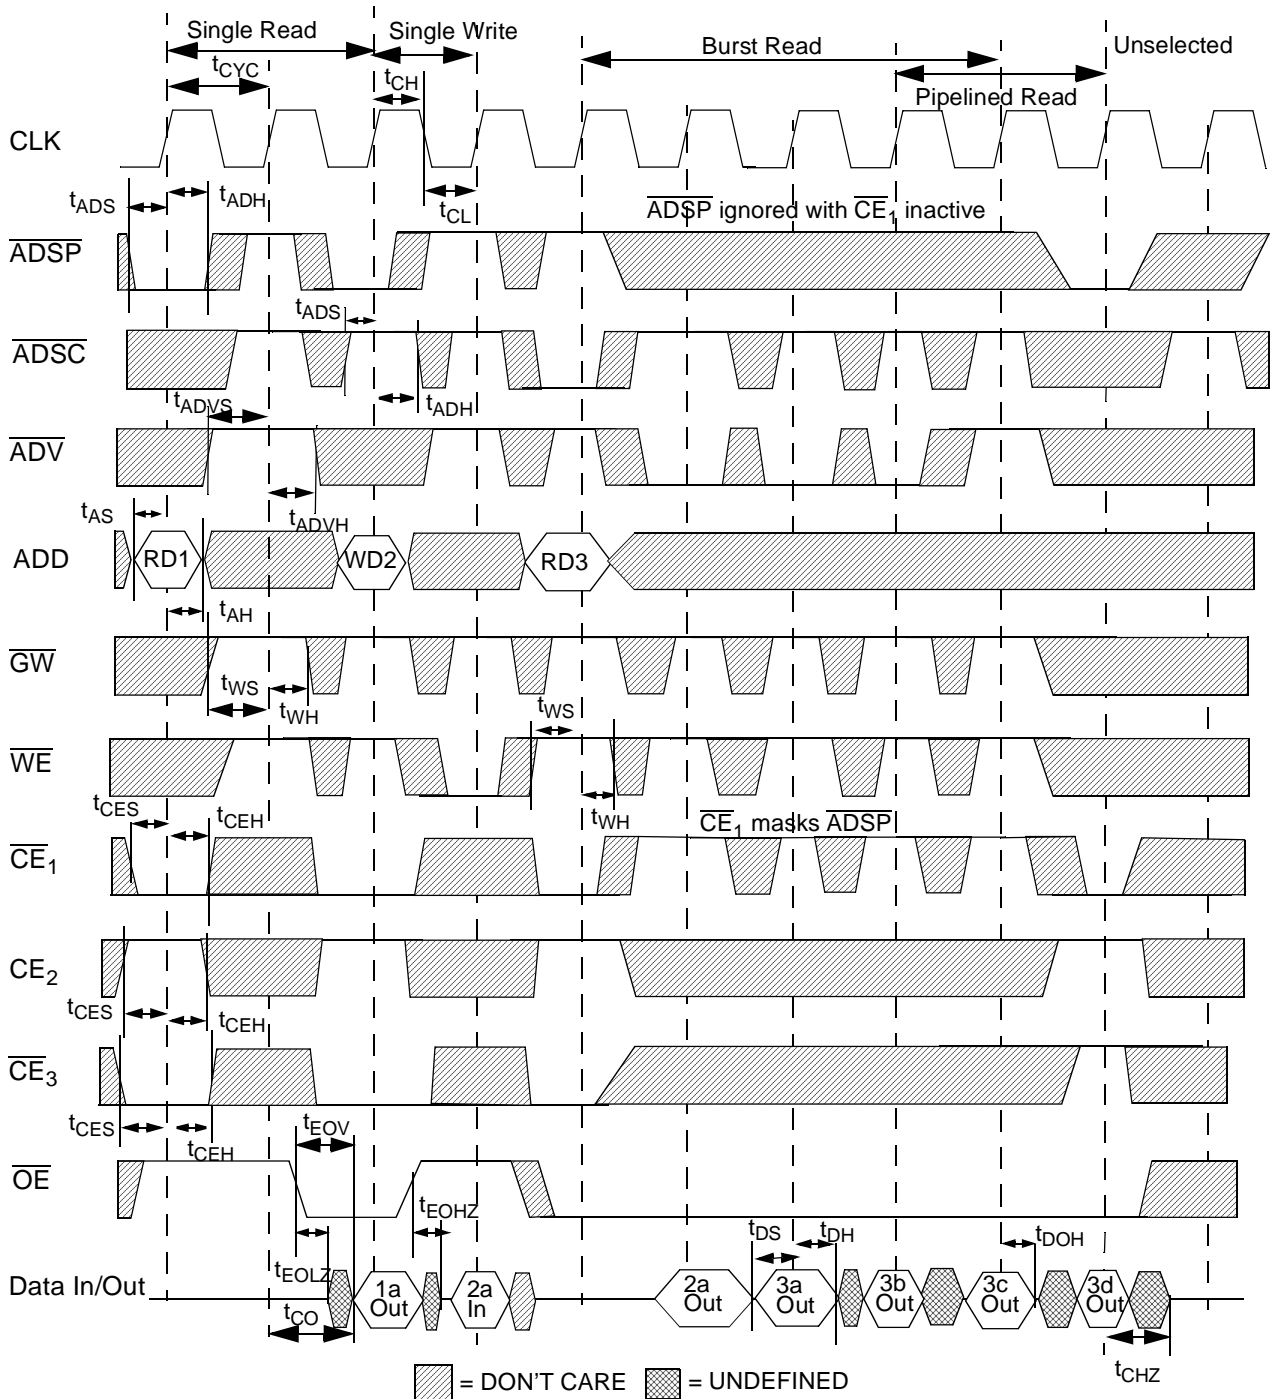 Single Read
Single Write
Burst Read
Unselected
tCYC
tCH
Pipelined Read
CLK
tADS
tADH
tCL
ADSP ignored with CE1 inactive
ADSP
tADS
ADSC
tADVS
tADH
ADV
tAS
tADVH
ADD
RD1
WD2
RD3
tAH
GW
tWS
tWH
tWS
WE
tCES
tCEH
tWH
CE1 masks ADSP
CE1
CE2
tCES
tCEH
CE3
tCES
tCEH
tEOV
OE
tEOHZ
tDS
tDH
tDOH
tEOLZ
Data In/Out
1a Out
2a In
2a Out
3a Out
3b Out
3c Out
3d Out
tCO
tCHZ
= DON'T CARE
= UNDEFINED